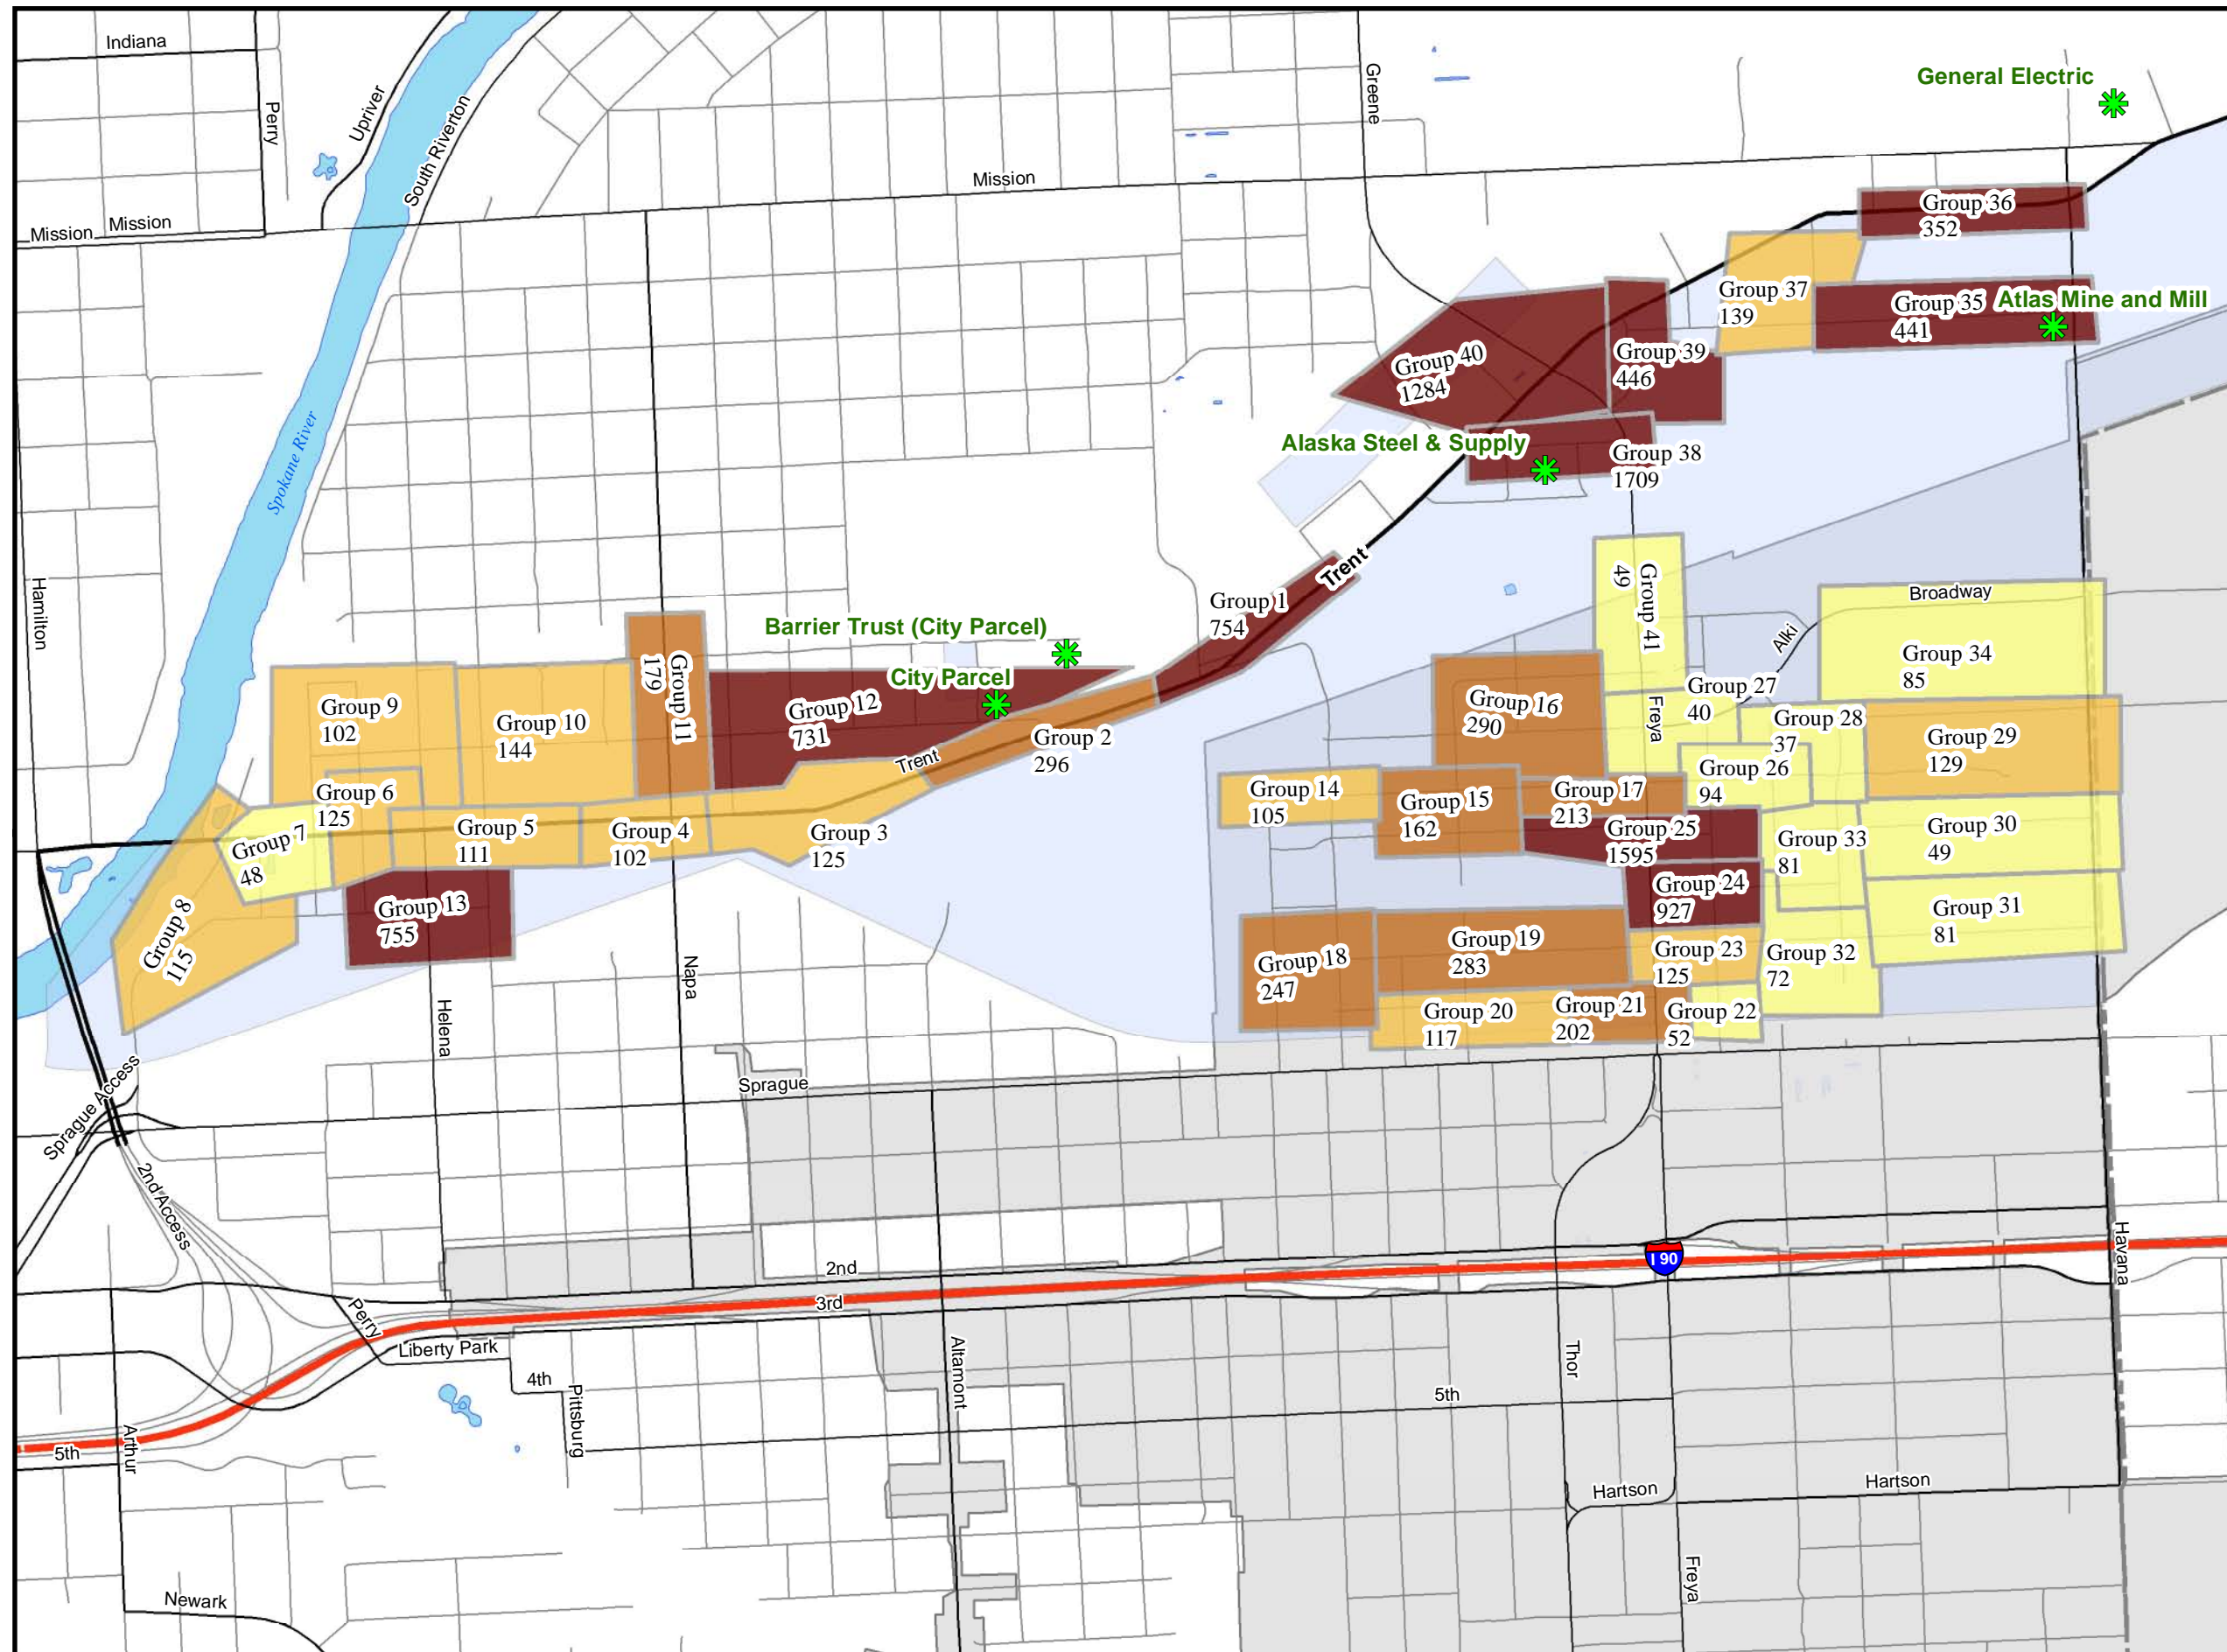 Indiana
Perry
Upriver
South Riverton
Greene
General Electric
Mission
Mission
Mission
Group 36
352
Group 37
139
Group 35
441
Atlas Mine and Mill
Group 40
1284
Group 39
446
Alaska Steel & Supply
Group 38
1709
Spokane River
Hamilton
Trent
Group 1
754
Group 41
49
Broadway
Alki
Barrier Trust (City Parcel)
City Parcel
Group 34
85
Group 9
102
Group 10
144
Group 11
179
Group 12
731
Group 2
296
Trent
Group 16
290
Freya
Group 27
40
Group 28
37
Group 29
129
Group 26
94
Group 6
125
Group 14
105
Group 15
162
Group 17
213
Group 7
48
Group 5
111
Group 4
102
Group 3
125
Group 25
1595
Group 33
81
Group 30
49
Group 24
927
Group 8
115
Group 13
755
Group 18
247
Group 19
283
Group 23
125
Group 32
72
Group 31
81
Group 20
117
Group 21
202
Group 22
52
Napa
Helena
Sprague Access
Sprague
2nd Access
2nd
3rd
I 90
Havana
Perry
Liberty Park
4th
Pittsburg
Altamont
Thor
5th
5th
Arthur
Hartson
Hartson
Freya
Newark